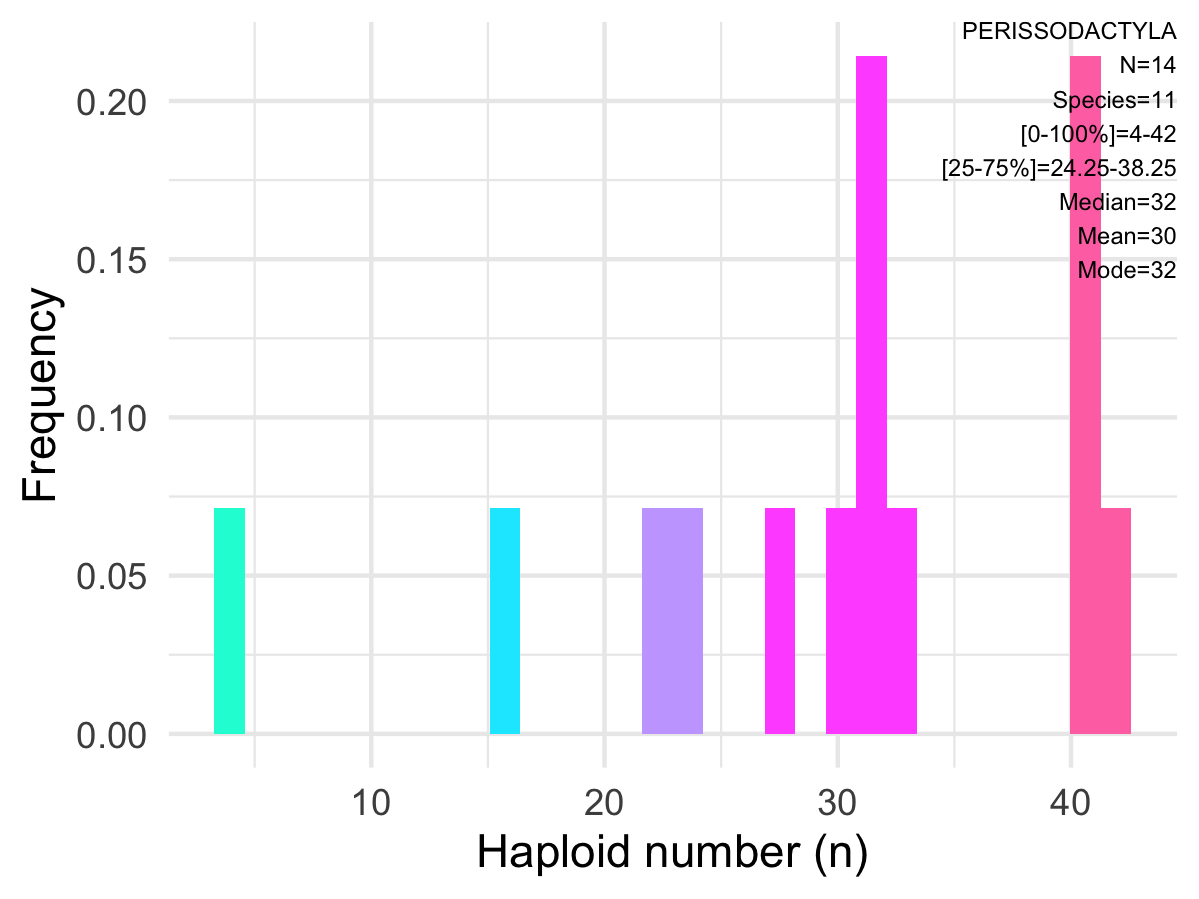 PERISSODACTYLA
N=14
Species=11
[0-100%]=4-42
[25-75%]=24.25-38.25
Median=32
Mean=30
Mode=32
0.20
0.15
0.10
0.05
0.00
Frequency
10 20 30 40
Haploid number (n)